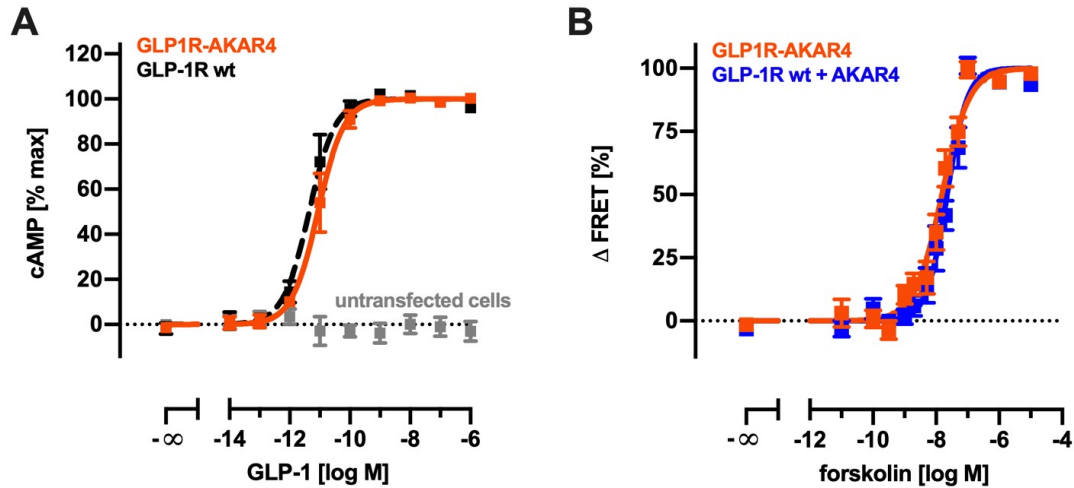 A
GLP1R-AKAR4
GLP-1R wt
cAMP [% max]
120
100
80
60
40
20
0
untransfected cells
-∞
-14
-12
-10
-8
-6
GLP-1 [log M]
B
GLP1R-AKAR4
GLP-1R wt + AKAR4
Δ FRET [%]
100
75
50
25
0
-∞
-12
-10
-8
-6
-4
forskolin [log M]